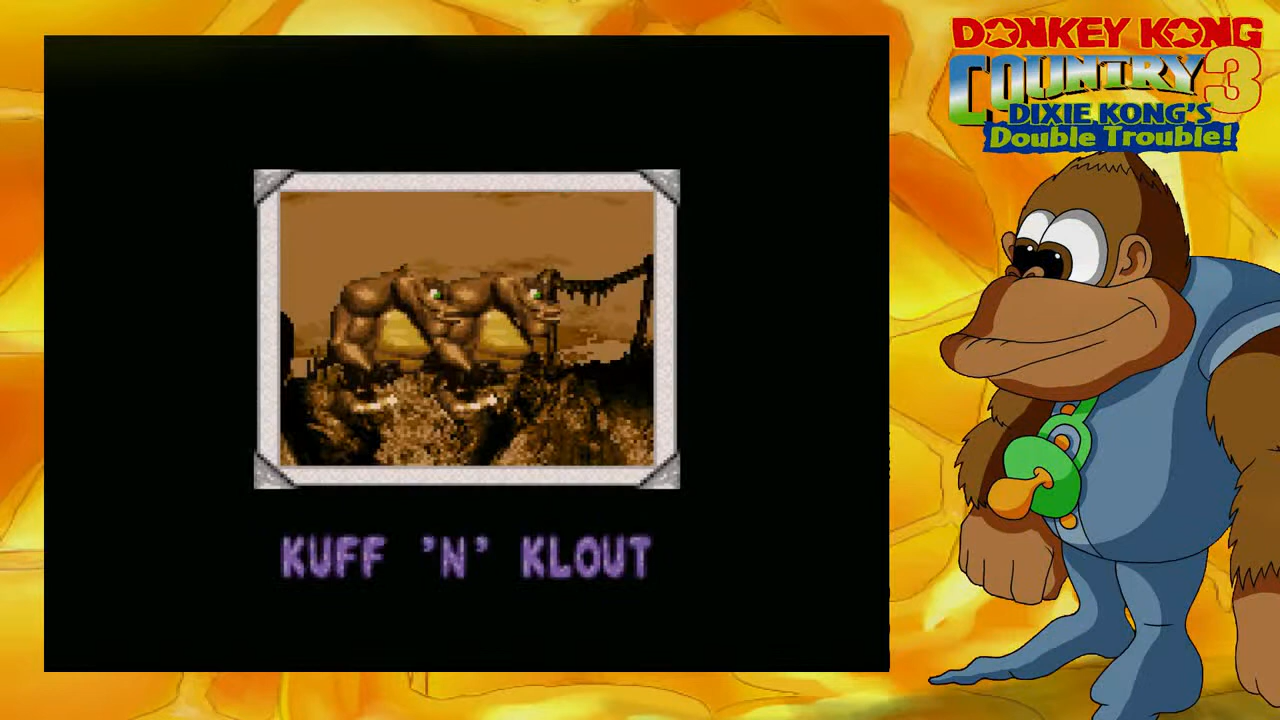 DONKEY KONG
COUNTRY 3
DIXIE KONG'S
Double Trouble!
KUFF 'N' KLOUT